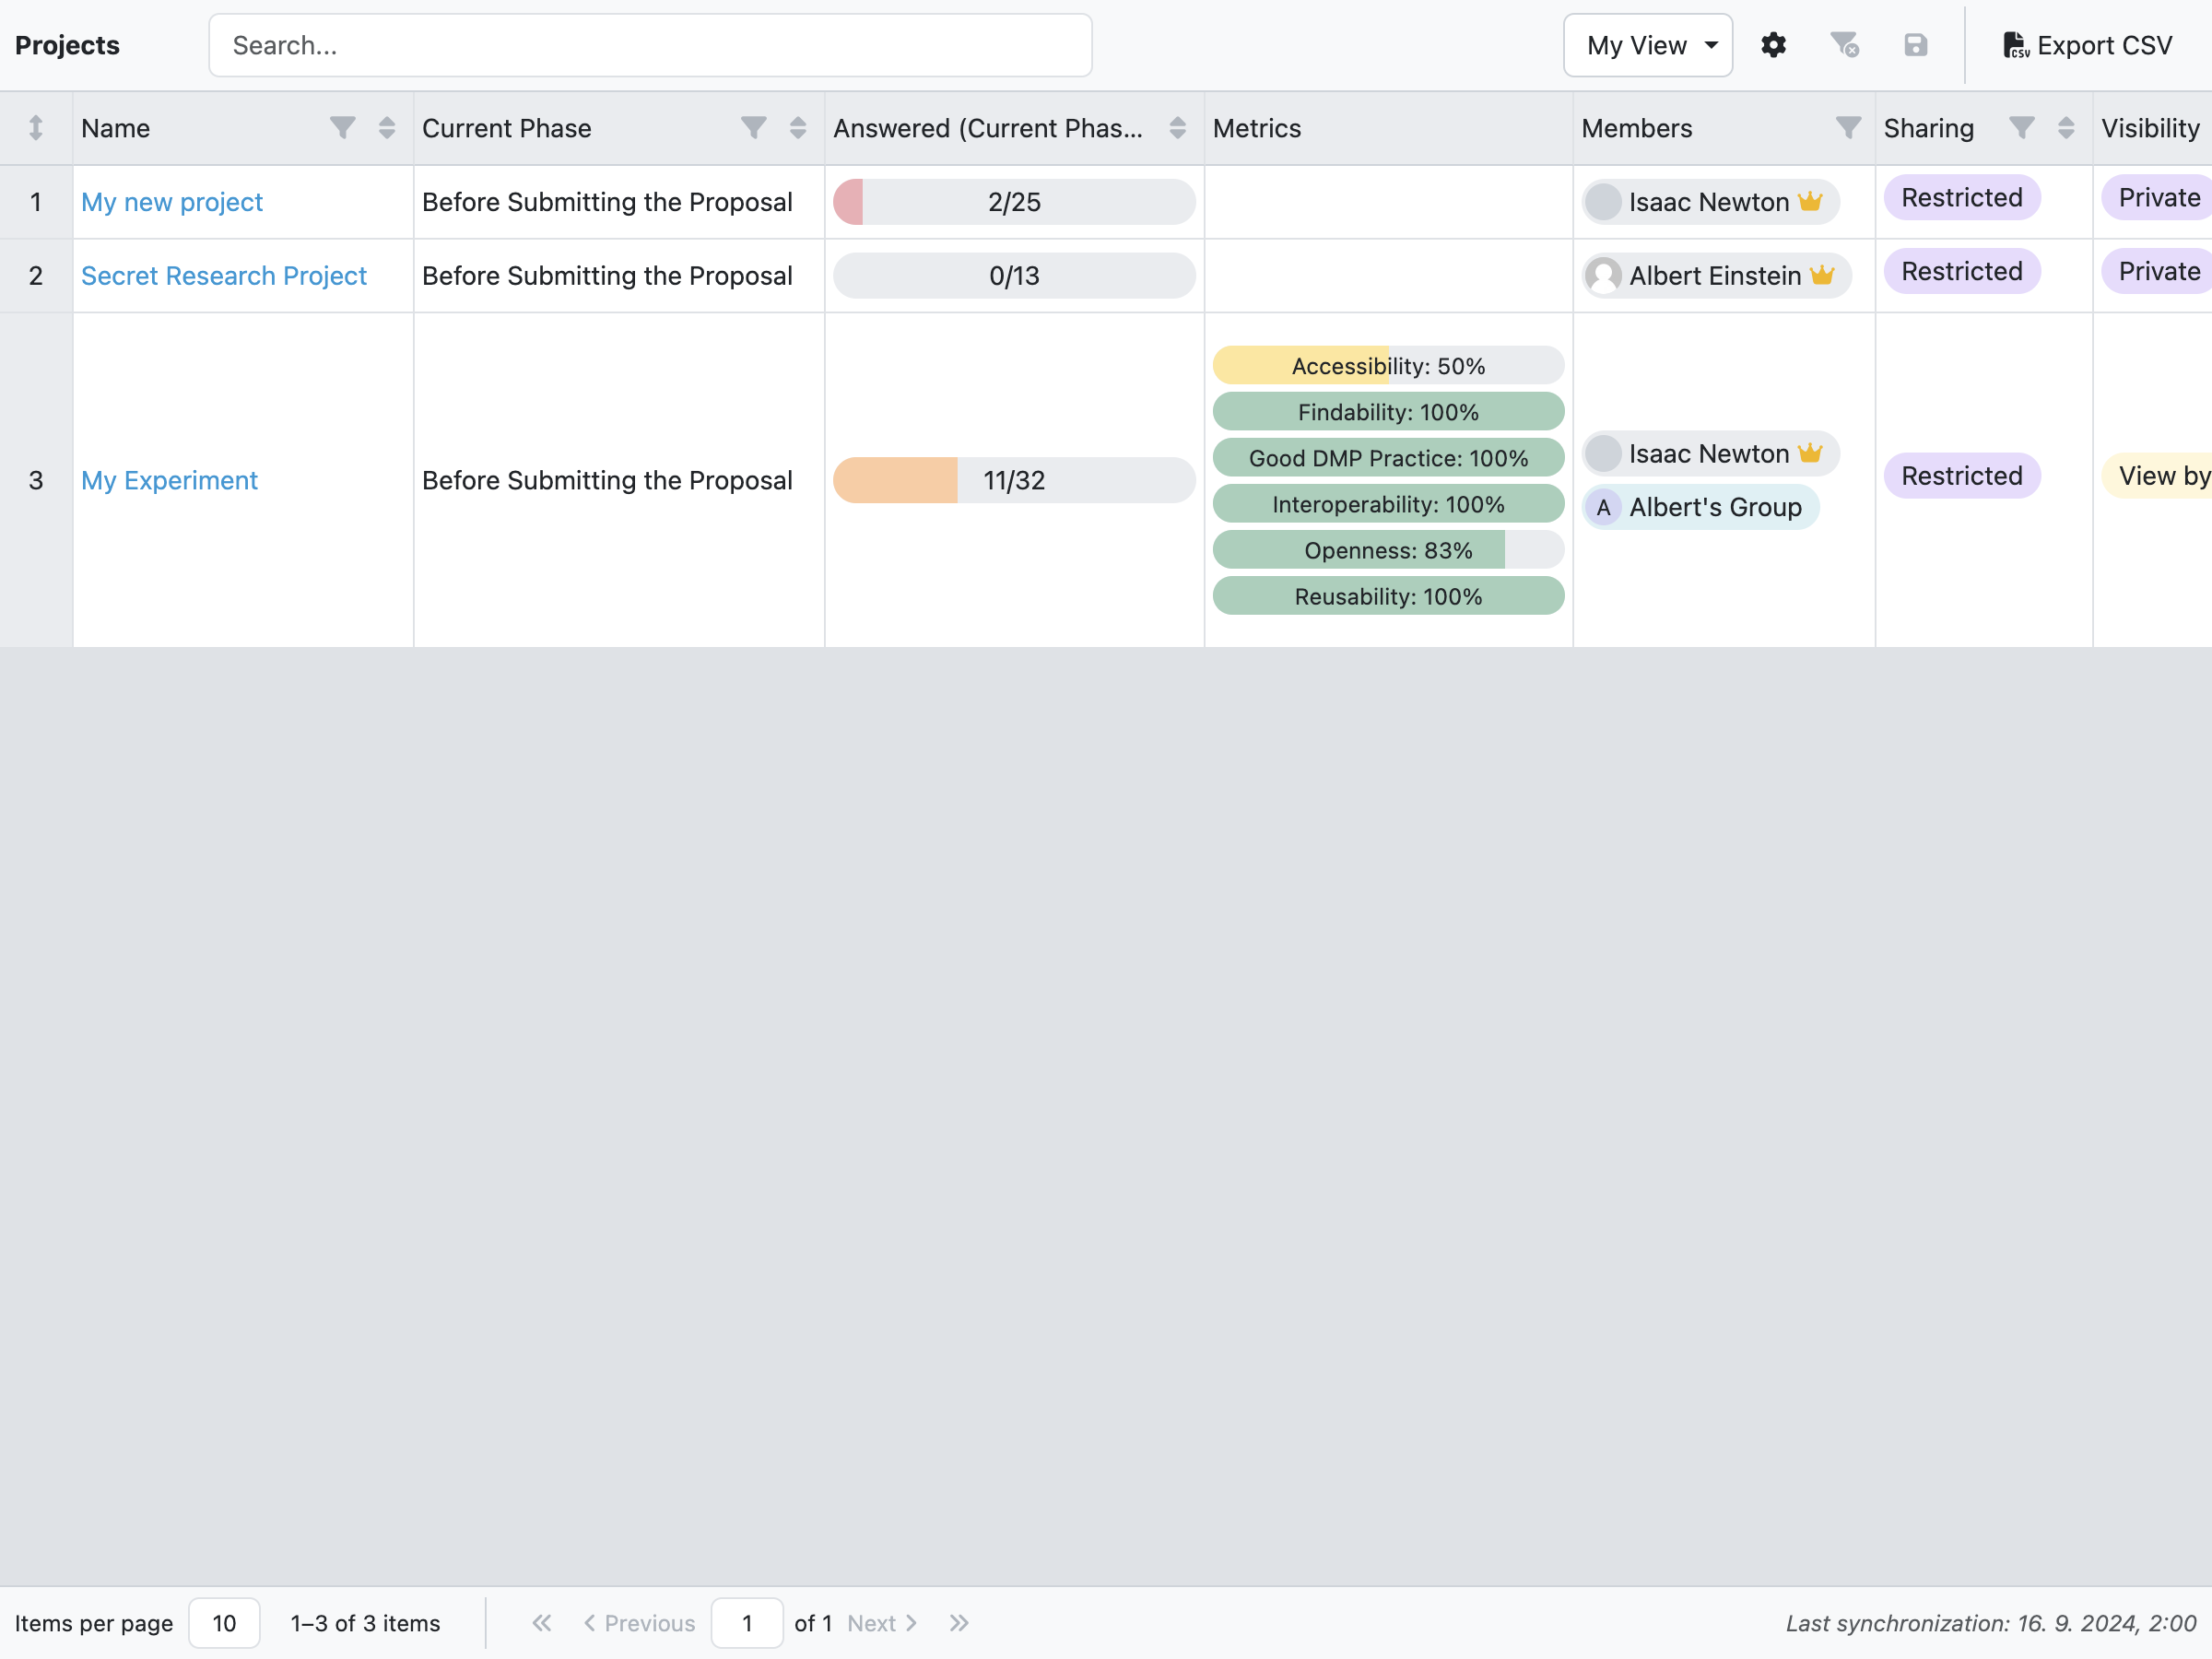 Projects Search... My View CSV Export CSV
Name Current Phase Answered (Current Phas... Metrics Members Sharing Visibility
1 My new project Before Submitting the Proposal 2/25 Isaac Newton Restricted Private
2 Secret Research Project Before Submitting the Proposal 0/13 Albert Einstein Restricted Private
3 My Experiment Before Submitting the Proposal 11/32
Accessibility: 50%
Findability: 100%
Good DMP Practice: 100%
Interoperability: 100%
Openness: 83%
Reusability: 100%
Isaac Newton
A Albert's Group
Restricted
View by
Items per page 10 1–3 of 3 items Previous 1 of 1 Next Last synchronization: 16. 9. 2024, 2:00